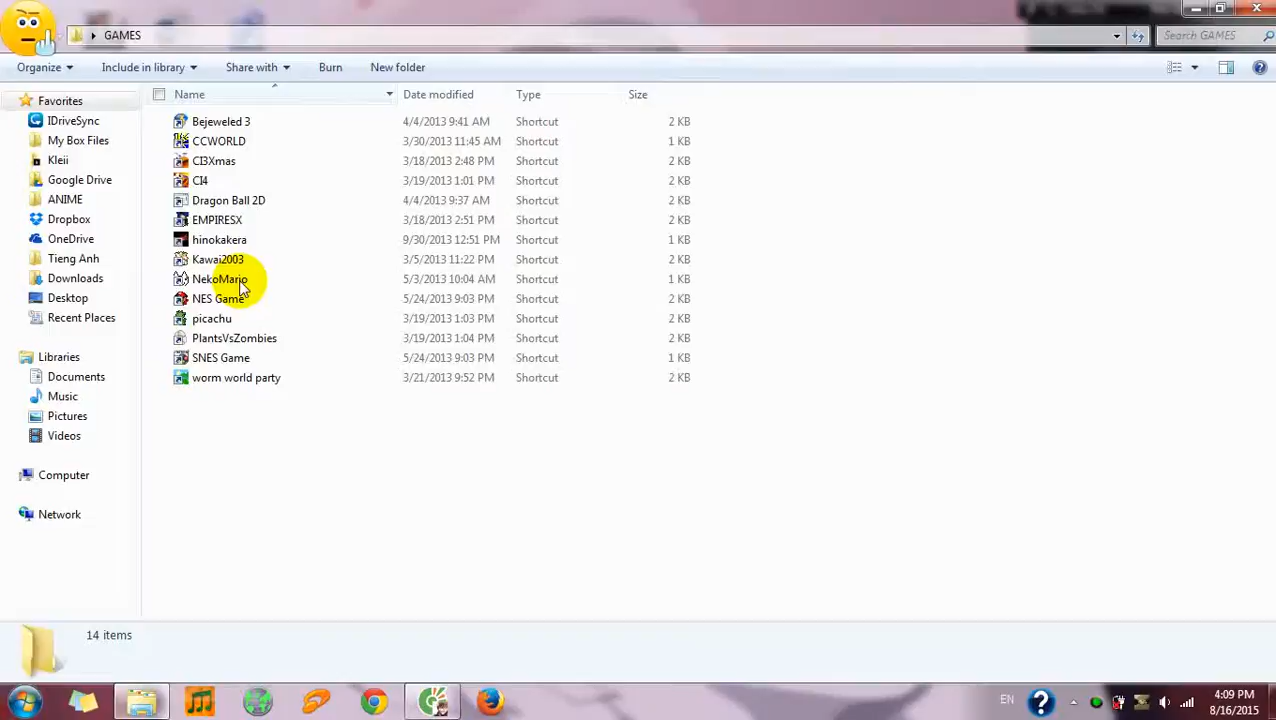 GAMES
Search GAMES
Organize Include in library Share with Burn New folder
Name Date modified Type Size
Favorites
IDriveSync
My Box Files
Kleii
Google Drive
ANIME
Dropbox
OneDrive
Tieng Anh
Downloads
Desktop
Recent Places
Libraries
Documents
Music
Pictures
Videos
Computer
Network
Bejeweled 3 4/4/2013 9:41 AM Shortcut 2 KB
CCWORLD 3/30/2013 11:45 AM Shortcut 1 KB
CI3Xmas 3/18/2013 2:48 PM Shortcut 2 KB
CI4 3/19/2013 1:01 PM Shortcut 2 KB
Dragon Ball 2D 4/4/2013 9:37 AM Shortcut 2 KB
EMPIRESX 3/18/2013 2:51 PM Shortcut 2 KB
hinokakera 9/30/2013 12:51 PM Shortcut 1 KB
Kawai2003 3/5/2013 11:22 PM Shortcut 2 KB
NekoMario 5/3/2013 10:04 AM Shortcut 1 KB
NES Game 5/24/2013 9:03 PM Shortcut 2 KB
picachu 3/19/2013 1:03 PM Shortcut 2 KB
PlantsVsZombies 3/19/2013 1:04 PM Shortcut 2 KB
SNES Game 5/24/2013 9:03 PM Shortcut 1 KB
worm world party 3/21/2013 9:52 PM Shortcut 2 KB
14 items
EN
4:09 PM
8/16/2015